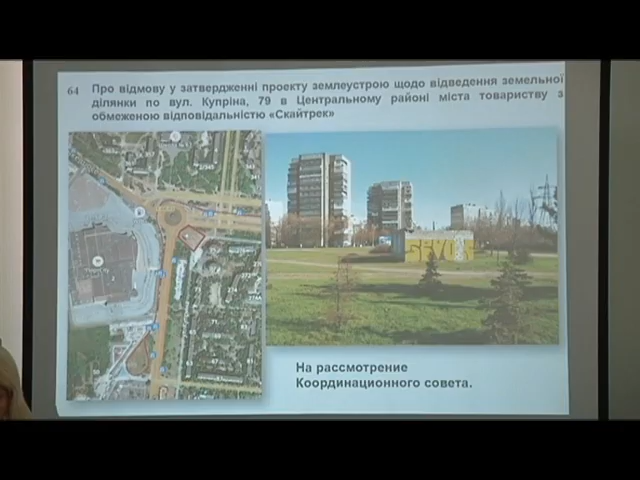 64 Про відмову у затвердженні проекту землеустрою щодо відведення земельної
ділянки по вул. Купріна, 79 в Центральному районі міста товариству з
обмеженою відповідальністю «Скайтрек»
На рассмотрение
Координационного совета.